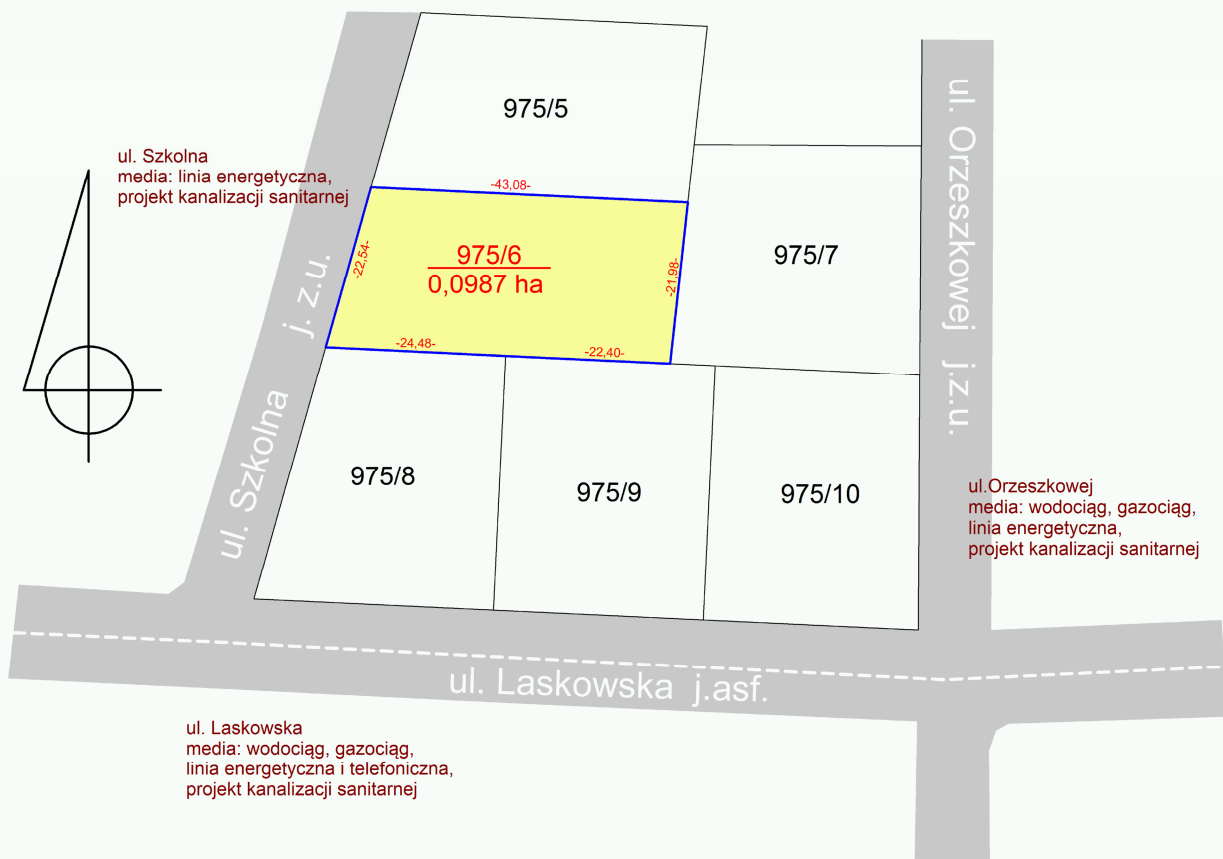 975/5
ul. Szkolna
media: linia energetyczna,
projekt kanalizacji sanitarnej
-43,08-
975/6
0,0987 ha
-22,54-
-21,98-
-24,48-
-22,40-
975/7
ul. Szkolna j. z.u.
ul. Orzeszkowej j.z.u.
975/8
975/9
975/10
ul.Orzeszkowej
media: wodociąg, gazociąg,
linia energetyczna,
projekt kanalizacji sanitarnej
ul. Laskowska j.asf.
ul. Laskowska
media: wodociąg, gazociąg,
linia energetyczna i telefoniczna,
projekt kanalizacji sanitarnej